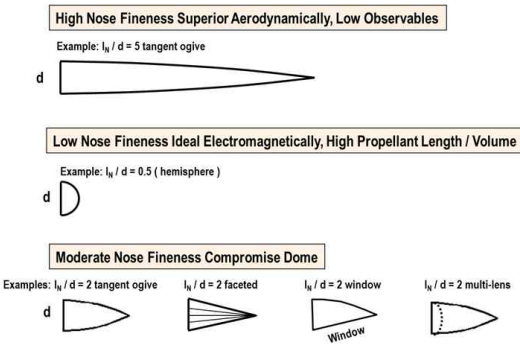 High Nose Fineness Superior Aerodynamically, Low Observables
Example: lN / d = 5 tangent ogive
d
Low Nose Fineness Ideal Electromagnetically, High Propellant Length / Volume
Example: lN / d = 0.5 ( hemisphere )
d
Moderate Nose Fineness Compromise Dome
Examples: lN / d = 2 tangent ogive lN / d = 2 faceted lN / d = 2 window lN / d = 2 multi-lens
d
Window